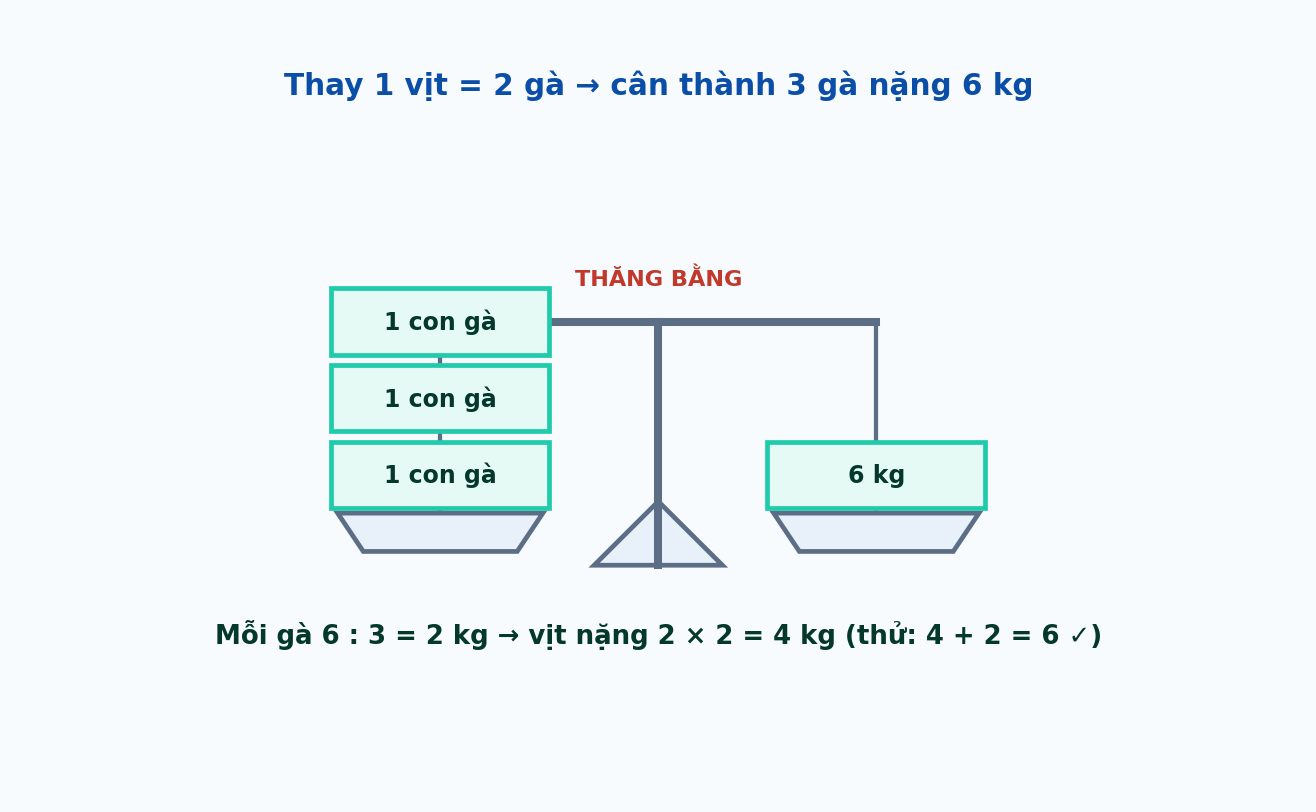 Thay 1 vịt = 2 gà → cân thành 3 gà nặng 6 kg
THĂNG BẰNG
1 con gà
1 con gà
1 con gà
6 kg
Mỗi gà 6 : 3 = 2 kg → vịt nặng 2 × 2 = 4 kg (thử: 4 + 2 = 6 ✓)